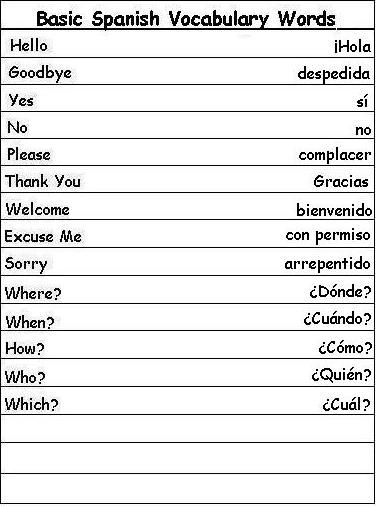 Basic Spanish Vocabulary Words
Hello ¡Hola
Goodbye despedida
Yes sí
No no
Please complacer
Thank You Gracias
Welcome bienvenido
Excuse Me con permiso
Sorry arrepentido
Where? ¿Dónde?
When? ¿Cuándo?
How? ¿Cómo?
Who? ¿Quién?
Which? ¿Cuál?